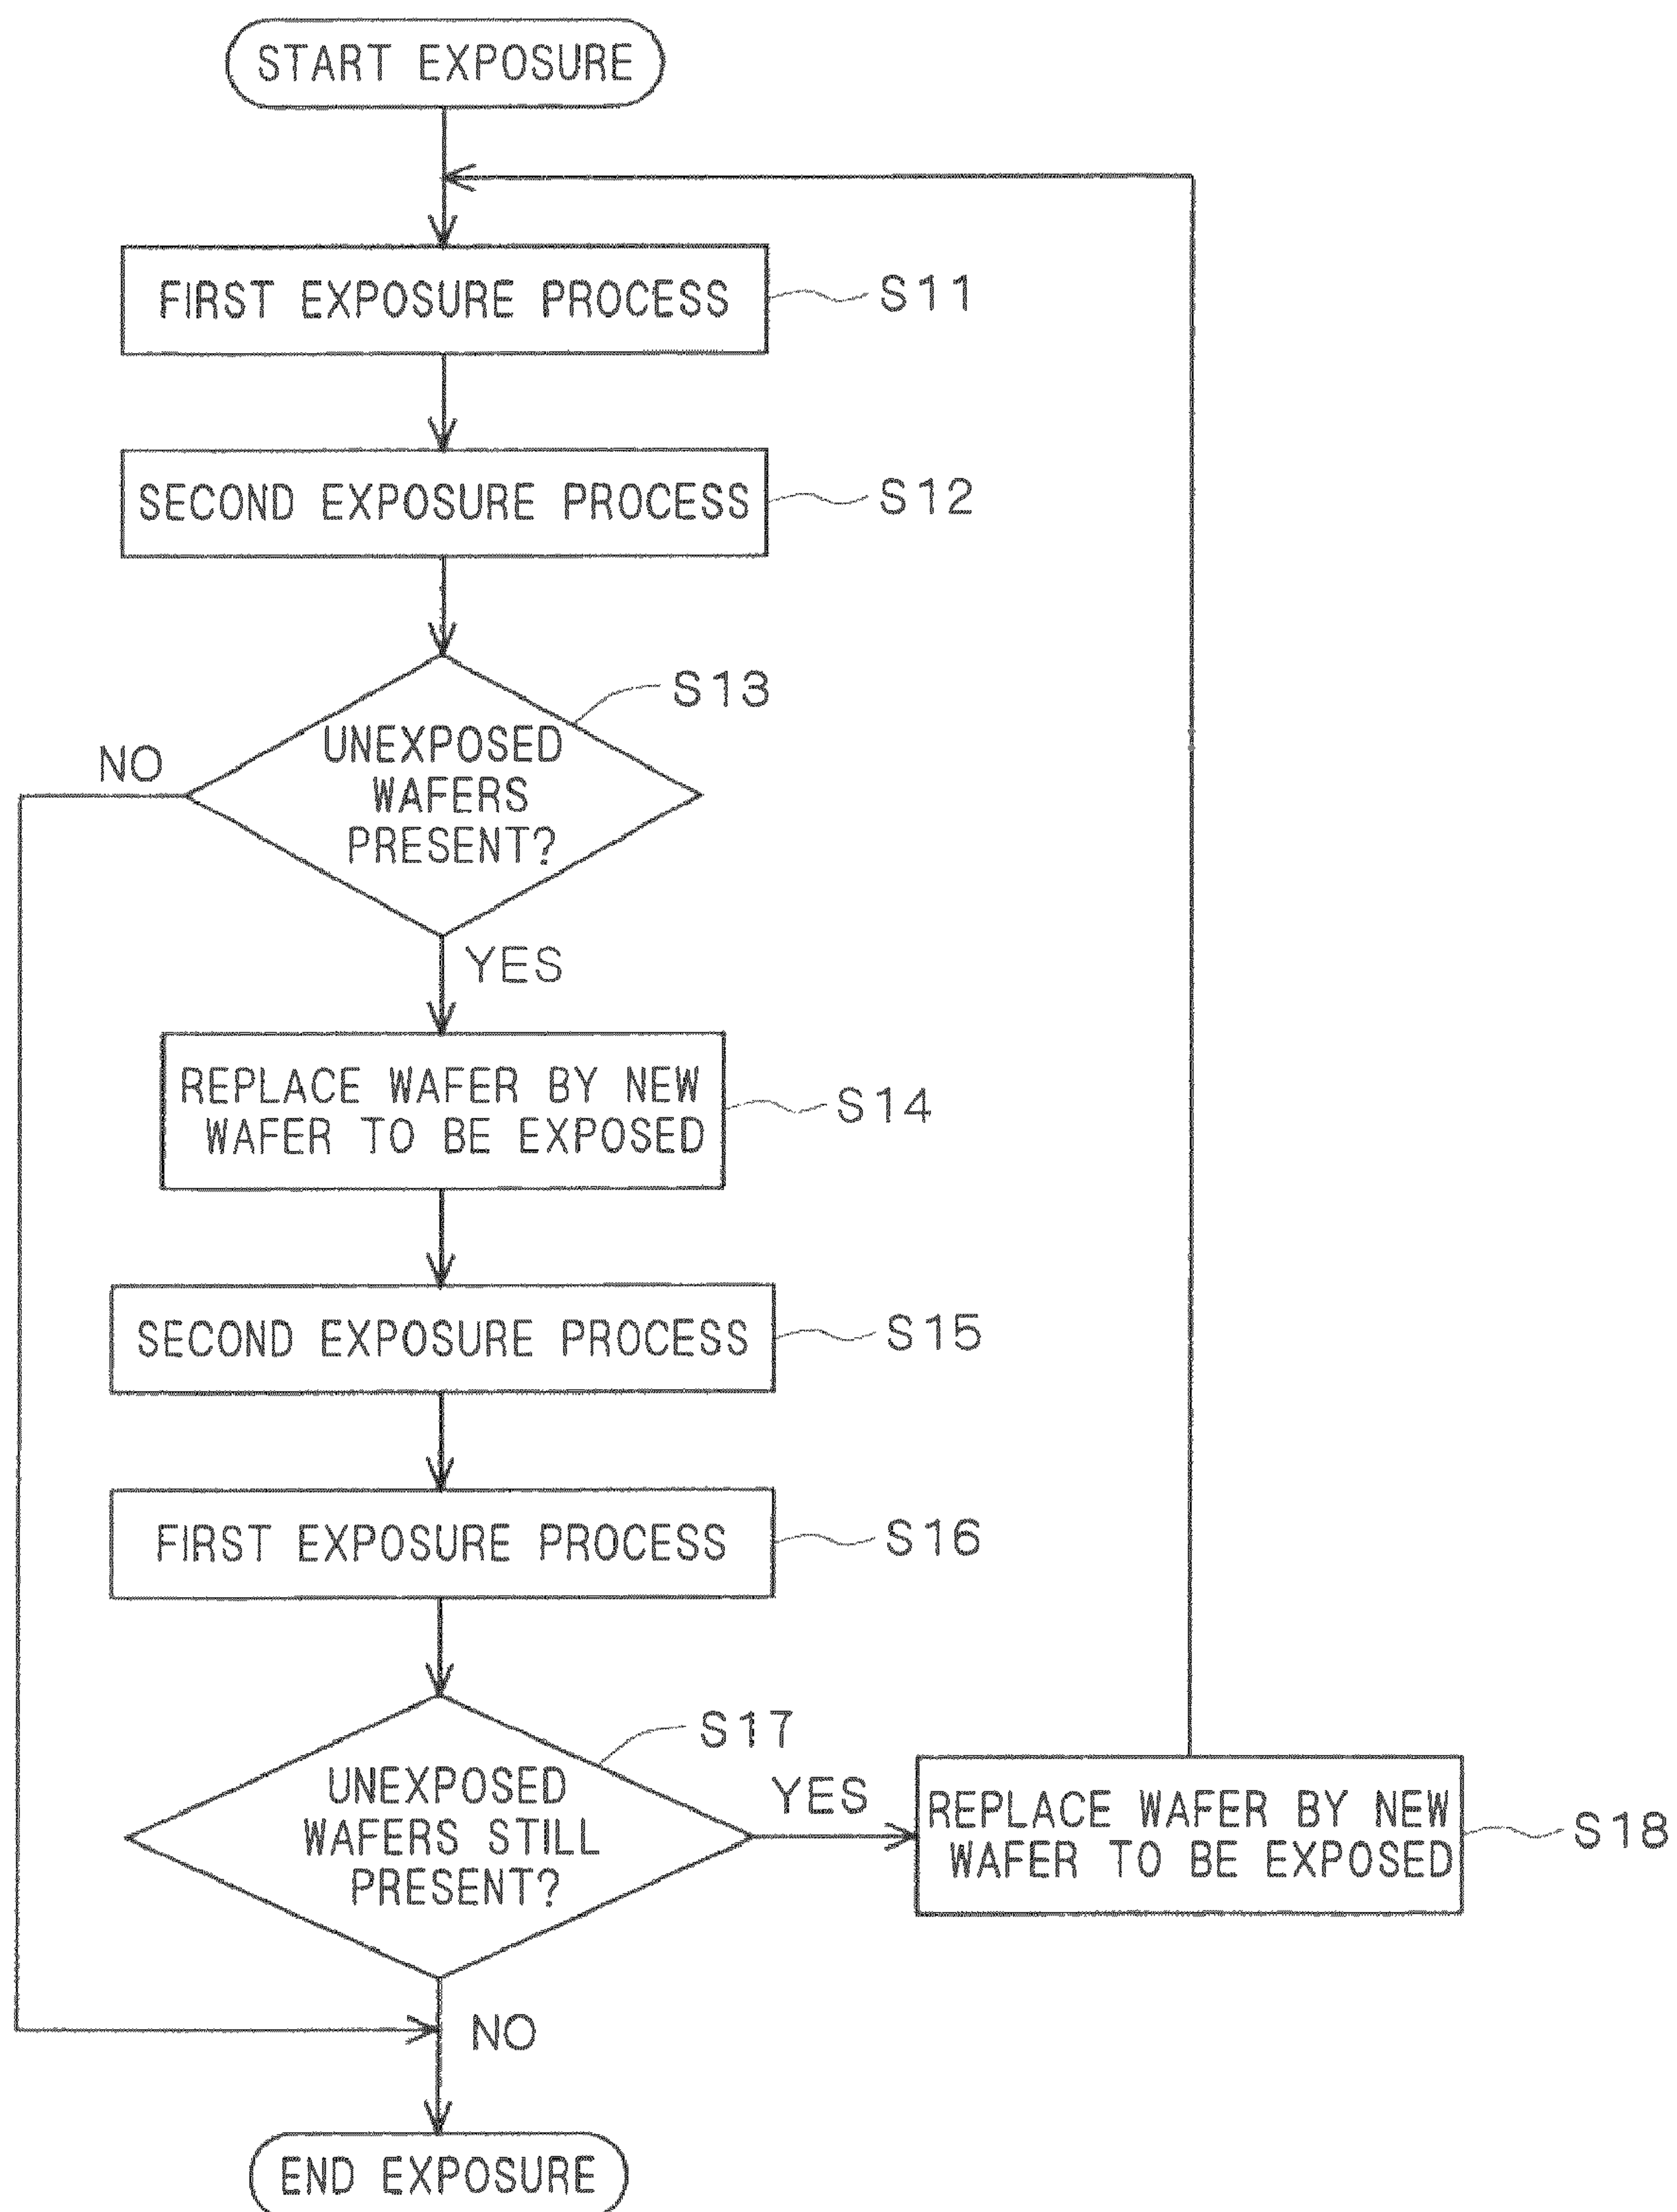 START EXPOSURE
FIRST EXPOSURE PROCESS
S11
SECOND EXPOSURE PROCESS
S12
S13
UNEXPOSED
WAFERS
PRESENT?
NO
YES
REPLACE WAFER BY NEW
WAFER TO BE EXPOSED
S14
SECOND EXPOSURE PROCESS
S15
FIRST EXPOSURE PROCESS
S16
S17
UNEXPOSED
WAFERS STILL
PRESENT?
YES
REPLACE WAFER BY NEW
WAFER TO BE EXPOSED
S18
NO
END EXPOSURE